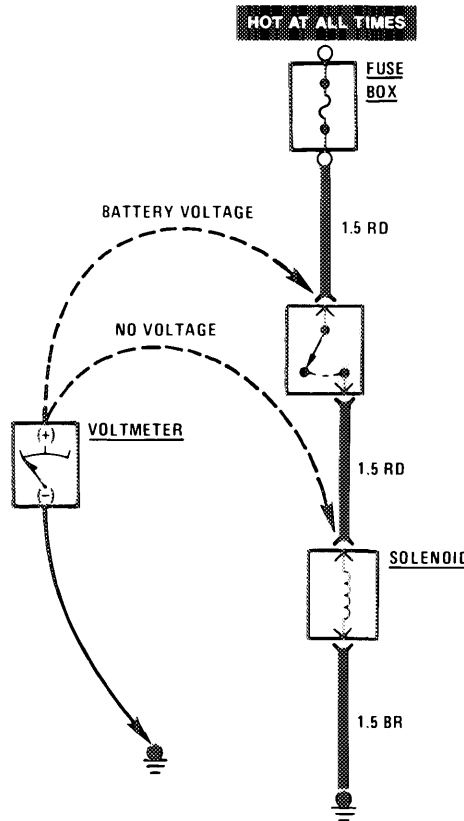 HOT AT ALL TIMES
FUSE
BOX
BATTERY VOLTAGE
1.5 RD
NO VOLTAGE
VOLTMETER
(+)
(−)
1.5 RD
SOLENOID
1.5 BR